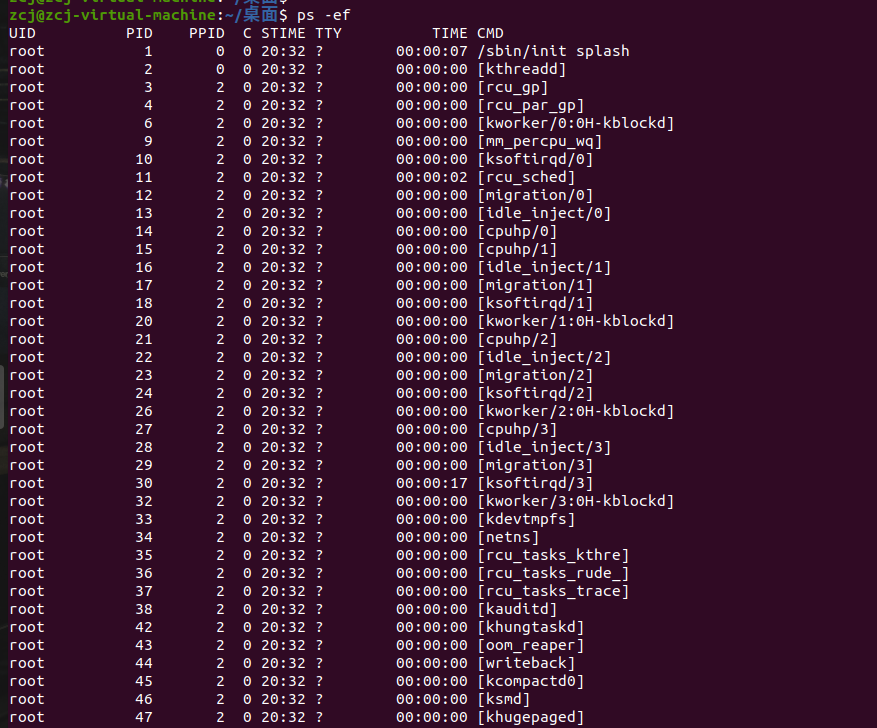 zcj@zcj-virtual-machine:~/桌面$
zcj@zcj-virtual-machine:~/桌面$ ps -ef
UID PID PPID C STIME TTY TIME CMD
root 1 0 0 20:32 ? 00:00:07 /sbin/init splash
root 2 0 0 20:32 ? 00:00:00 [kthreadd]
root 3 2 0 20:32 ? 00:00:00 [rcu_gp]
root 4 2 0 20:32 ? 00:00:00 [rcu_par_gp]
root 6 2 0 20:32 ? 00:00:00 [kworker/0:0H-kblockd]
root 9 2 0 20:32 ? 00:00:00 [mm_percpu_wq]
root 10 2 0 20:32 ? 00:00:00 [ksoftirqd/0]
root 11 2 0 20:32 ? 00:00:02 [rcu_sched]
root 12 2 0 20:32 ? 00:00:00 [migration/0]
root 13 2 0 20:32 ? 00:00:00 [idle_inject/0]
root 14 2 0 20:32 ? 00:00:00 [cpuhp/0]
root 15 2 0 20:32 ? 00:00:00 [cpuhp/1]
root 16 2 0 20:32 ? 00:00:00 [idle_inject/1]
root 17 2 0 20:32 ? 00:00:00 [migration/1]
root 18 2 0 20:32 ? 00:00:00 [ksoftirqd/1]
root 20 2 0 20:32 ? 00:00:00 [kworker/1:0H-kblockd]
root 21 2 0 20:32 ? 00:00:00 [cpuhp/2]
root 22 2 0 20:32 ? 00:00:00 [idle_inject/2]
root 23 2 0 20:32 ? 00:00:00 [migration/2]
root 24 2 0 20:32 ? 00:00:00 [ksoftirqd/2]
root 26 2 0 20:32 ? 00:00:00 [kworker/2:0H-kblockd]
root 27 2 0 20:32 ? 00:00:00 [cpuhp/3]
root 28 2 0 20:32 ? 00:00:00 [idle_inject/3]
root 29 2 0 20:32 ? 00:00:00 [migration/3]
root 30 2 0 20:32 ? 00:00:17 [ksoftirqd/3]
root 32 2 0 20:32 ? 00:00:00 [kworker/3:0H-kblockd]
root 33 2 0 20:32 ? 00:00:00 [kdevtmpfs]
root 34 2 0 20:32 ? 00:00:00 [netns]
root 35 2 0 20:32 ? 00:00:00 [rcu_tasks_kthre]
root 36 2 0 20:32 ? 00:00:00 [rcu_tasks_rude_]
root 37 2 0 20:32 ? 00:00:00 [rcu_tasks_trace]
root 38 2 0 20:32 ? 00:00:00 [kauditd]
root 42 2 0 20:32 ? 00:00:00 [khungtaskd]
root 43 2 0 20:32 ? 00:00:00 [oom_reaper]
root 44 2 0 20:32 ? 00:00:00 [writeback]
root 45 2 0 20:32 ? 00:00:00 [kcompactd0]
root 46 2 0 20:32 ? 00:00:00 [ksmd]
root 47 2 0 20:32 ? 00:00:00 [khugepaged]